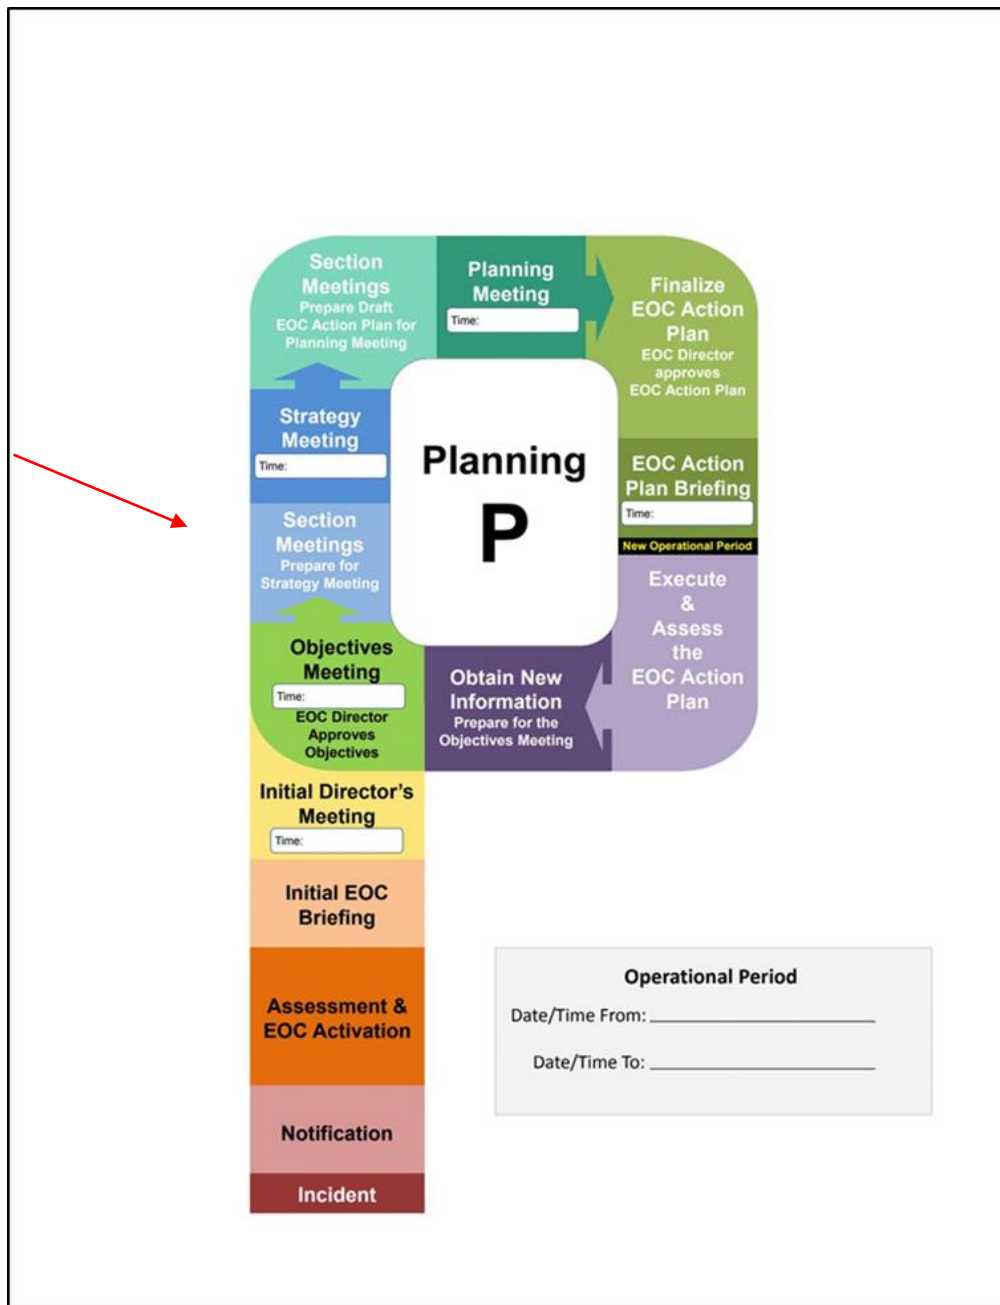 Section
Meetings
Prepare Draft
EOC Action Plan for
Planning Meeting
Planning
Meeting
Time:
Finalize
EOC Action
Plan
EOC Director
approves
EOC Action Plan
Strategy
Meeting
Time:
Planning
P
EOC Action
Plan Briefing
Time:
New Operational Period
Section
Meetings
Prepare for
Strategy Meeting
Execute
&
Assess
the
EOC Action
Plan
Objectives
Meeting
Time:
EOC Director
Approves
Objectives
Obtain New
Information
Prepare for the
Objectives Meeting
Initial Director's
Meeting
Time:
Initial EOC
Briefing
Assessment &
EOC Activation
Notification
Incident
Operational Period
Date/Time From:
Date/Time To: